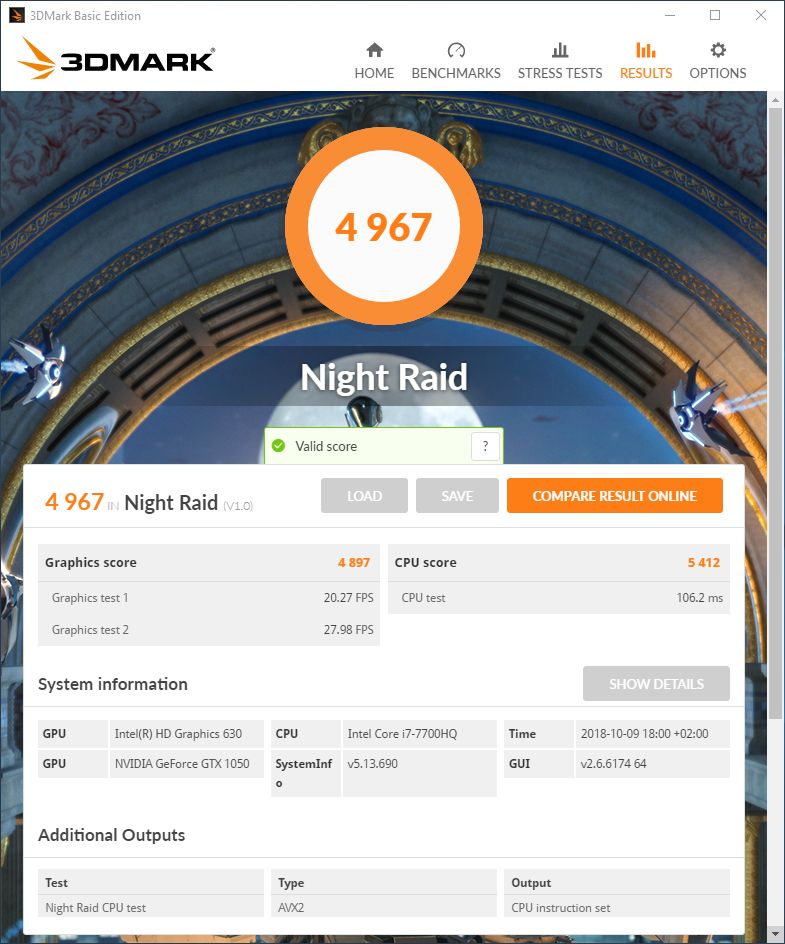 3DMark Basic Edition
3DMARK®
HOME
BENCHMARKS
STRESS TESTS
RESULTS
OPTIONS
4 967
Night Raid
Valid score
?
4 967 IN Night Raid (V1.0)
LOAD
SAVE
COMPARE RESULT ONLINE
Graphics score 4 897
Graphics test 1 20.27 FPS
Graphics test 2 27.98 FPS
CPU score 5 412
CPU test 106.2 ms
System information
SHOW DETAILS
GPU Intel(R) HD Graphics 630
GPU NVIDIA GeForce GTX 1050
CPU Intel Core i7-7700HQ
SystemInf v5.13.690
o
Time 2018-10-09 18:00 +02:00
GUI v2.6.6174 64
Additional Outputs
Test Type Output
Night Raid CPU test AVX2 CPU instruction set